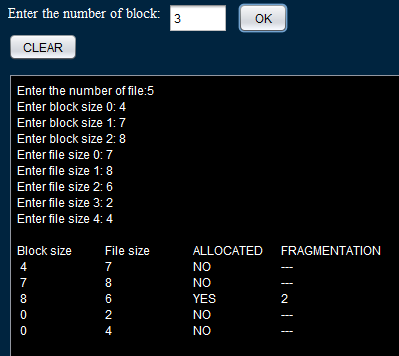 Enter the number of block: 3 OK
CLEAR
Enter the number of file:5
Enter block size 0: 4
Enter block size 1: 7
Enter block size 2: 8
Enter file size 0: 7
Enter file size 1: 8
Enter file size 2: 6
Enter file size 3: 2
Enter file size 4: 4
Block size File size ALLOCATED FRAGMENTATION
4 7 NO ---
7 8 NO ---
8 6 YES 2
0 2 NO ---
0 4 NO ---